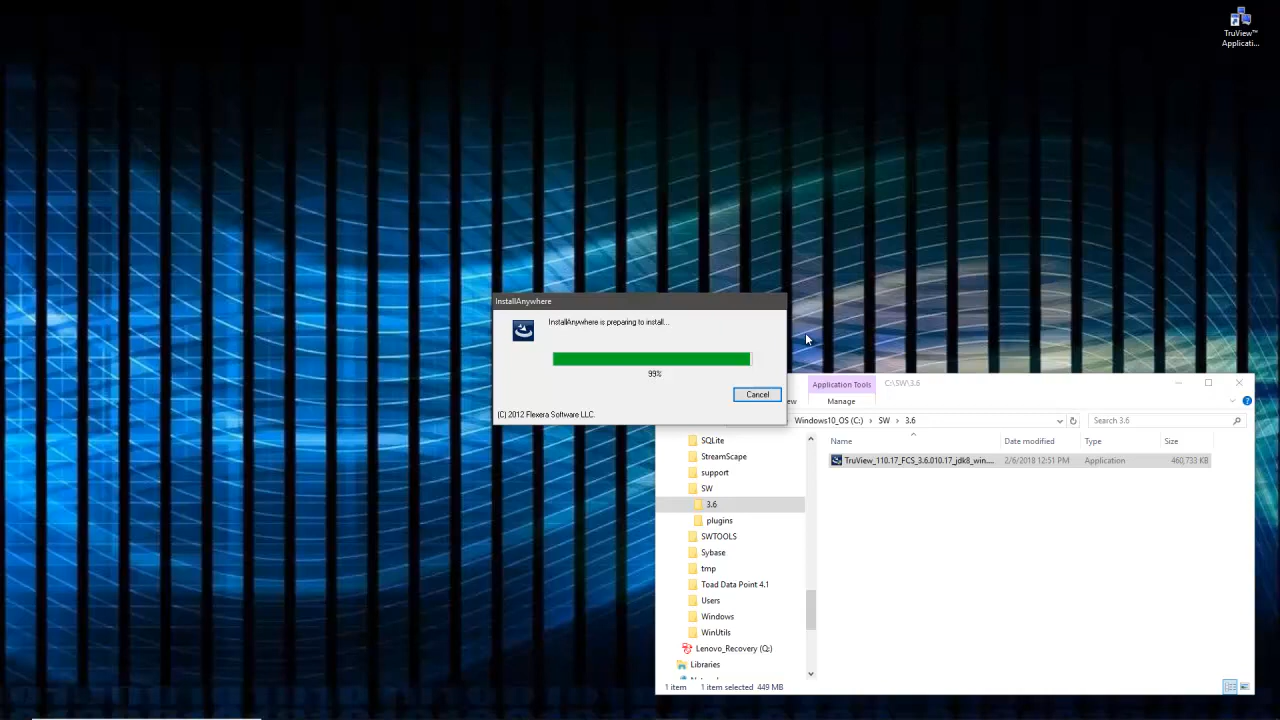 TruView™
Applicati...
InstallAnywhere
InstallAnywhere is preparing to install...
99%
Cancel
(C) 2012 Flexera Software LLC.
Application Tools
C:\SW\3.6
Manage
Windows10_OS (C:) > SW > 3.6
Search 3.6
SQLite
StreamScape
support
SW
3.6
plugins
SWTOOLS
Sybase
tmp
Toad Data Point 4.1
Users
Windows
WinUtils
Lenovo_Recovery (Q:)
Libraries
Name Date modified Type Size
TruView_110.17_FCS_3.6.010.17_jdk8_win.... 2/6/2018 12:51 PM Application 460,733 KB
1 item 1 item selected 449 MB